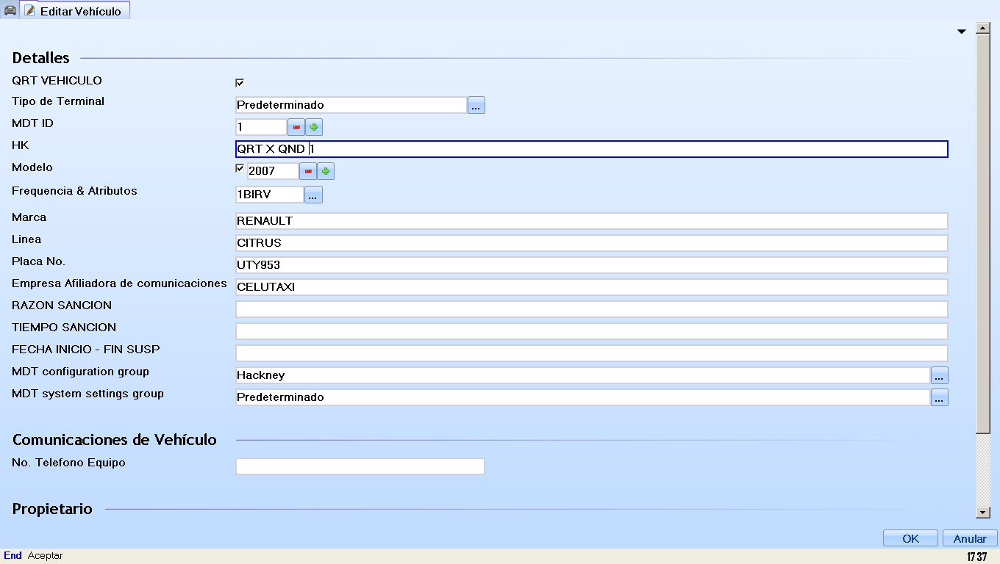 Editar Vehículo
Detalles
QRT VEHICULO
Tipo de Terminal Predeterminado ...
MDT ID 1
HK QRT X QND 1
Modelo 2007
Frequencia & Atributos 1BIRV ...
Marca RENAULT
Linea CITRUS
Placa No. UTY953
Empresa Afiliadora de comunicaciones CELUTAXI
RAZON SANCION
TIEMPO SANCION
FECHA INICIO - FIN SUSP
MDT configuration group Hackney ...
MDT system settings group Predeterminado ...
Comunicaciones de Vehículo
No. Telefono Equipo
Propietario
OK Anular
End Aceptar 1737